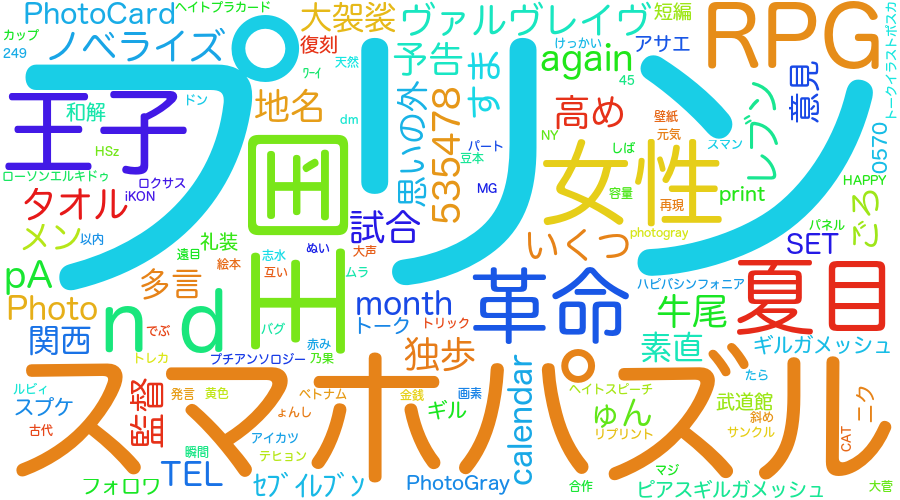 PhotoCard
ヘイトプラカード
大袈裟
ヴァルヴレイヴ
短編
RPG
トークイラストポスカ
カップ
249
ノベライズ
プリン
復刻
予告
すま
けっかい
again
アサエ
天然
ワーイ
45
王子
和解
ドン
地名
思いの外
535478
高め
壁紙
元気
レブン
意見
スマン
0570
dm
HSz
ローソンエルキドゥ
ロクサス
iKON
国王
パート
豆本
NY
しば
女性
HAPPY
タオル
MG
容量
再現
print
ごろ
メン
以内
礼装
ぬい
試合
大声
いくつ
photogray
SET
パネル
遠目
絵本
志水
互い
ムラ
pA
多言
ハピバシンフォニア
Photo
nd
month
革命
牛尾
夏目
関西
でぶ
バグ
トーク
トリック
トレカ
プチアンソロジー
赤み
乃果
独歩
素直
ギルガメッシュ
スマホパズル
ルビィ
スプケ
監督
発言
黄色
ベトナム
金銭
画素
calendar
ヘイトスピーチ
たら
古代
ょんし
ギル
ゅん
武道館
斜め
ニク
アイカツ
リプリント
サンクル
CAT
瞬間
テヒョン
TEL
フォロワ
セブンイレブン
PhotoGray
合作
マジ
ピアスギルガメッシュ
大菅